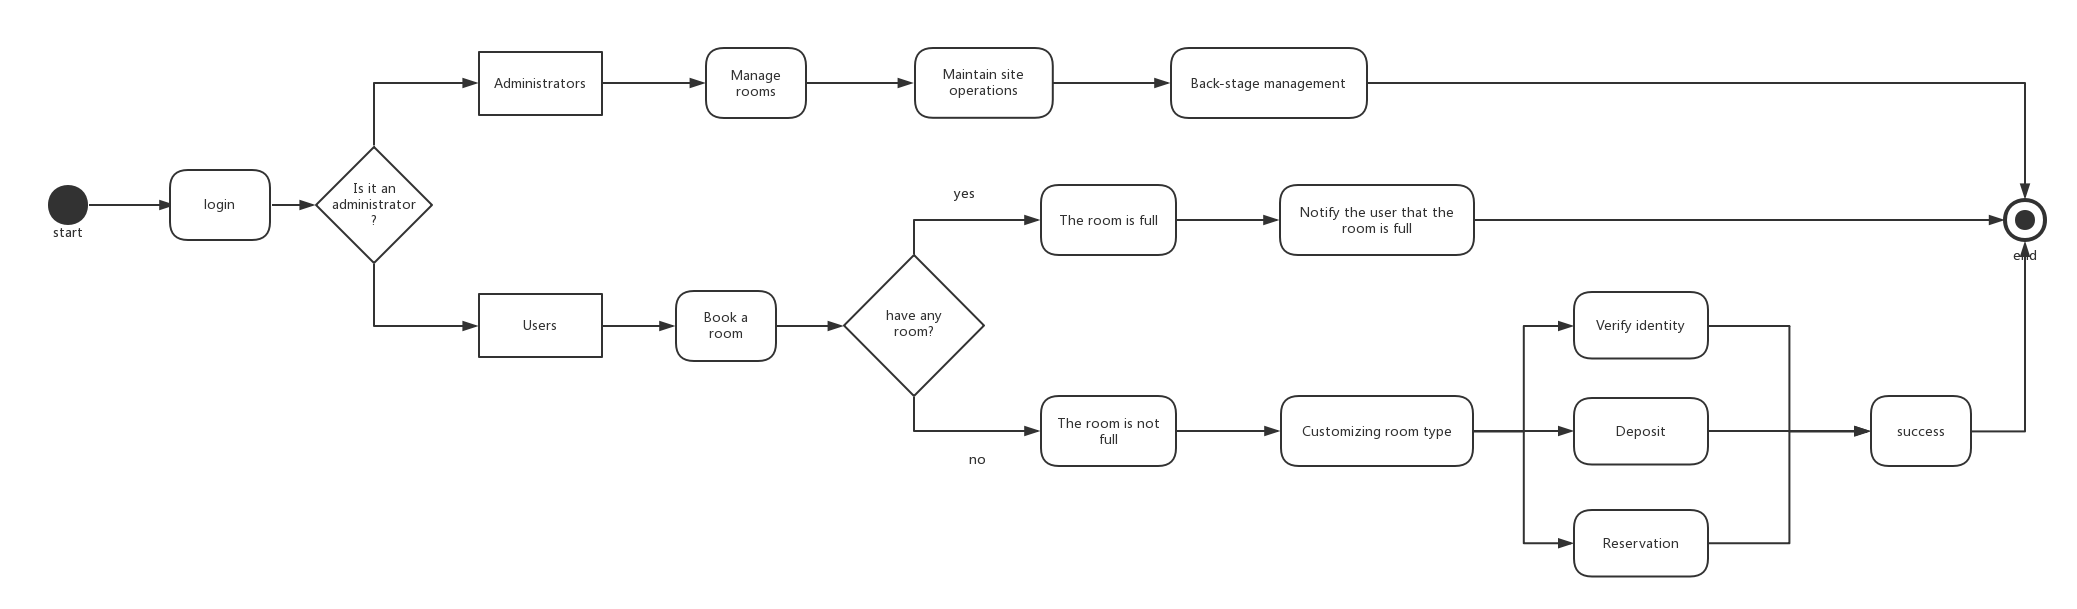 Administrators
Manage
rooms
Maintain site
operations
Back-stage management
start
login
Is it an
administrator
?
yes
The room is full
Notify the user that the
room is full
end
Users
Book a
room
have any
room?
Verify identity
no
The room is not
full
Customizing room type
Deposit
success
Reservation